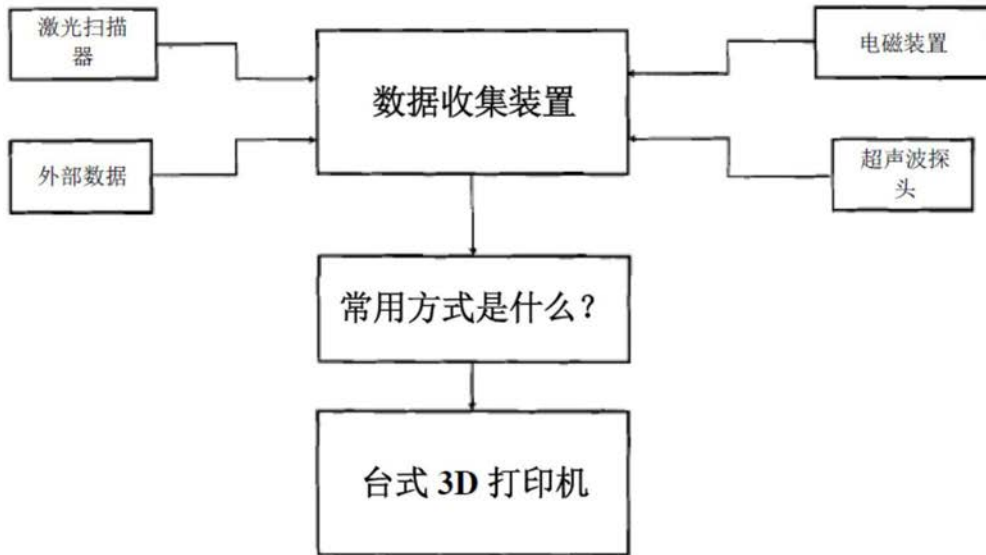 激光扫描
器
电磁装置
数据收集装置
外部数据
超声波探
头
常用方式是什么？
台式 3D 打印机